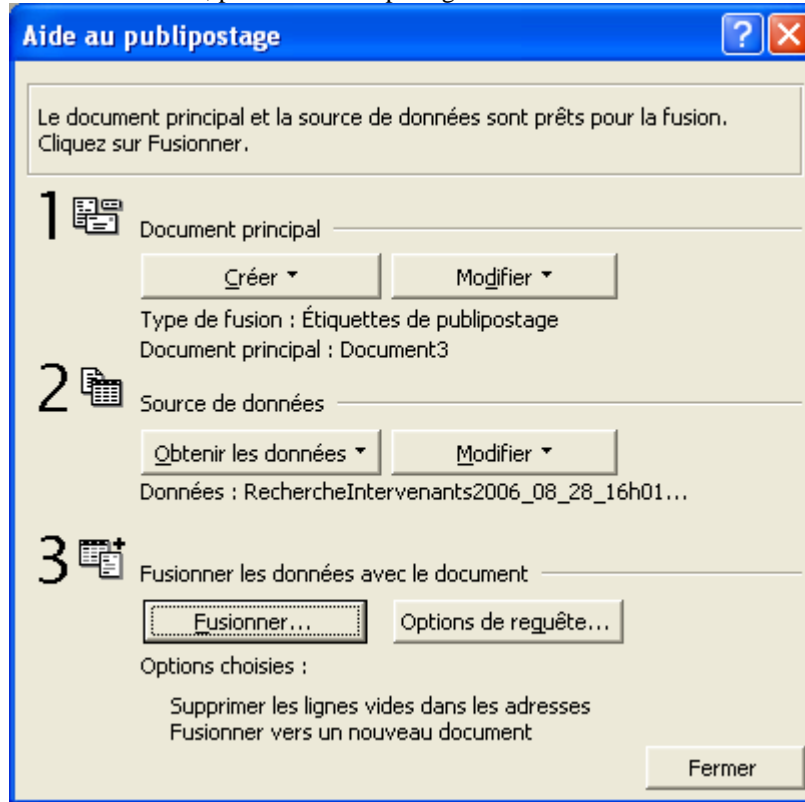 Aide au publipostage
Le document principal et la source de données sont prêts pour la fusion.
Cliquez sur Fusionner.
1
Document principal
Créer
Modifier
Type de fusion : Étiquettes de publipostage
Document principal : Document3
2
Source de données
Obtenir les données
Modifier
Données : RechercheIntervenants2006_08_28_16h01...
3
Fusionner les données avec le document
Fusionner...
Options de requête...
Options choisies :
Supprimer les lignes vides dans les adresses
Fusionner vers un nouveau document
Fermer